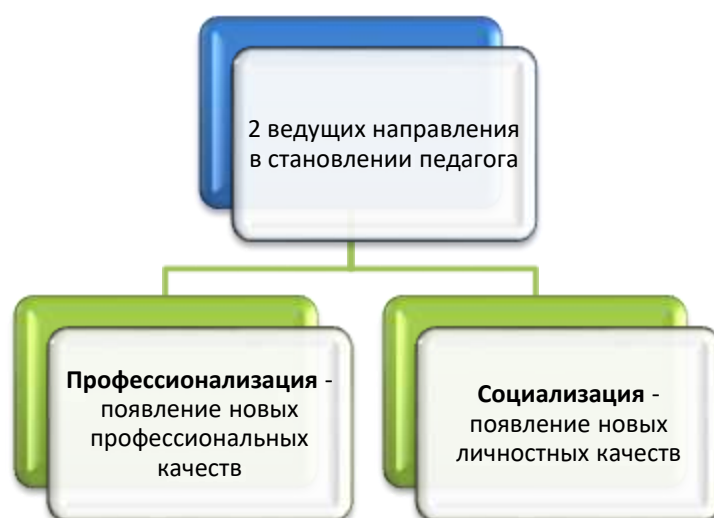 2 ведущих направления
в становлении педагога
Профессионализация -
появление новых
профессиональных
качеств
Социализация -
появление новых
личностных качеств